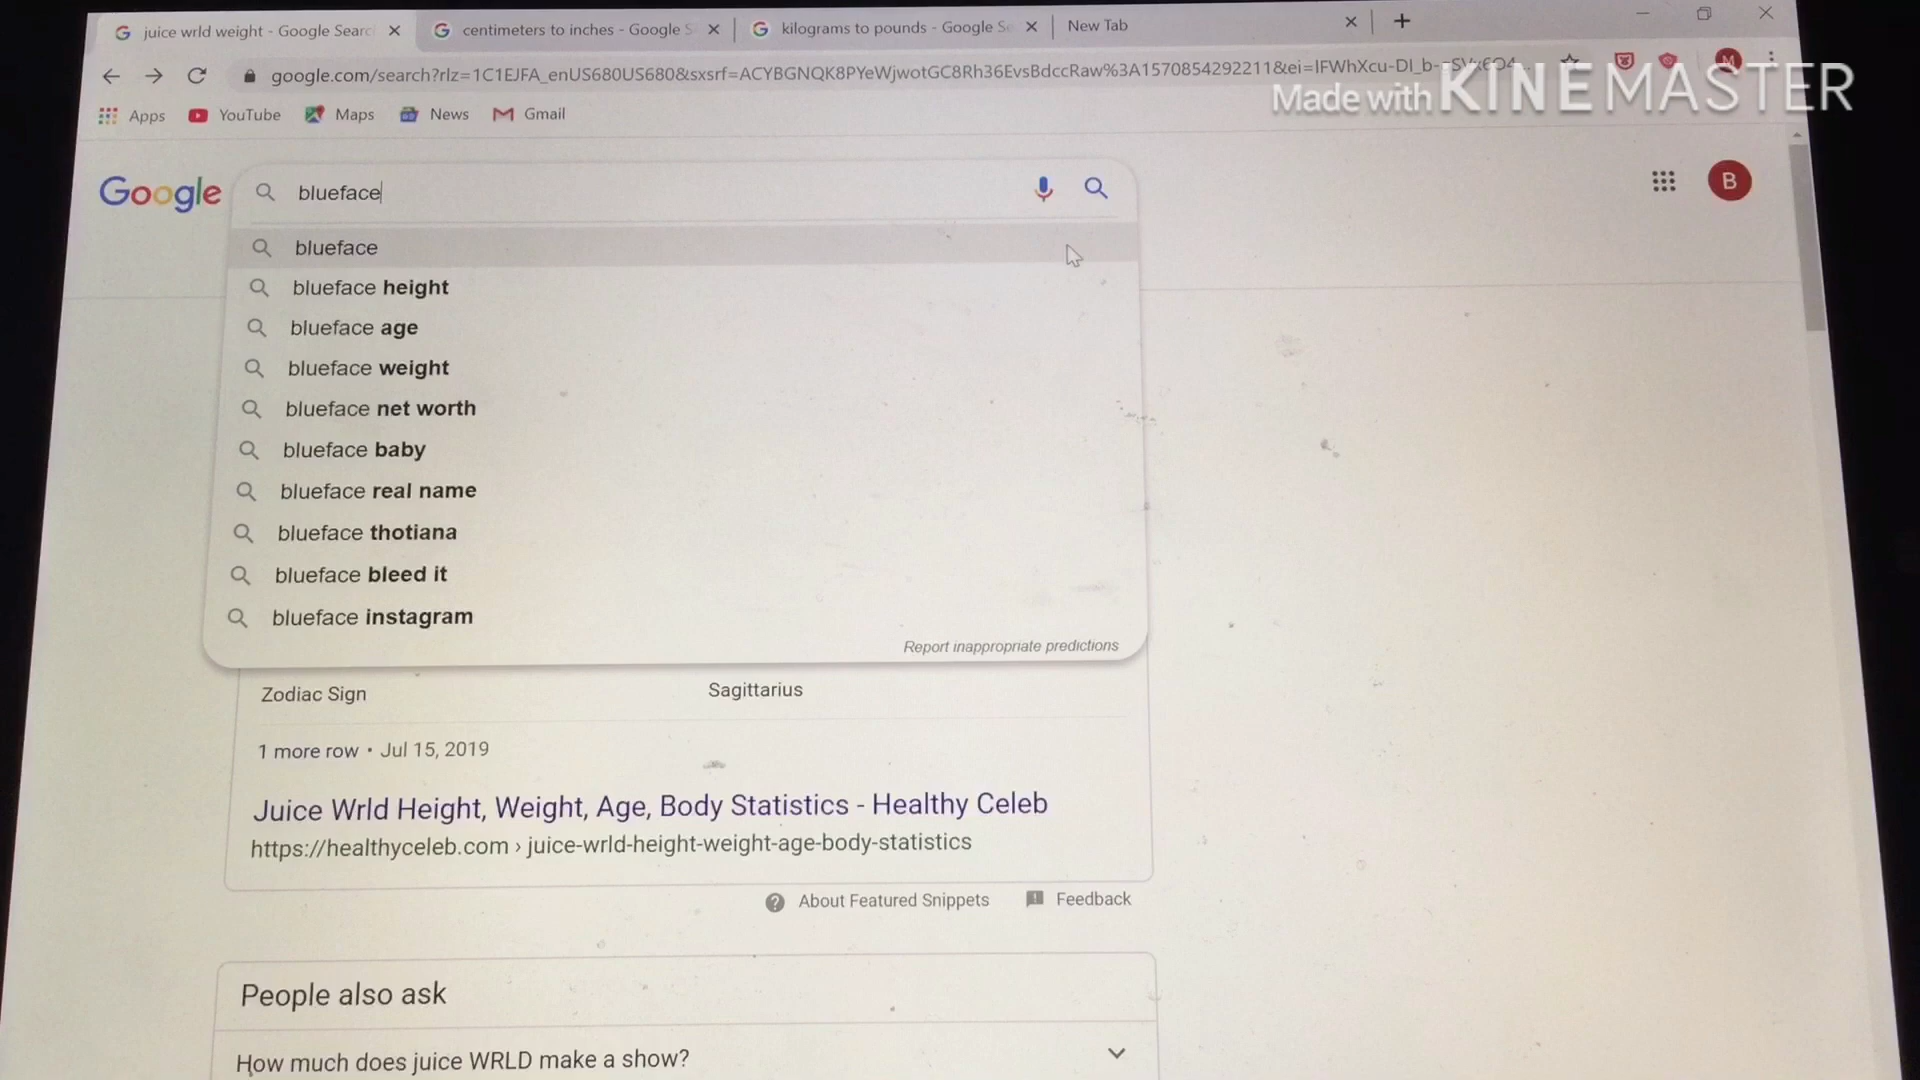 juice wrld weight - Google Searc
centimeters to inches - Google S
kilograms to pounds - Google Se
New Tab
google.com/search?rlz=1C1EJFA_enUS680US680&sxsrf=ACYBGNQK8PYeWjwotGC8Rh36EvsBdccRaw%3A1570854292211&ei=lFWhXcu-DI_b-
M
Made with KINEMASTER
Apps
YouTube
Maps
News
Gmail
Google
blueface
B
blueface
blueface height
blueface age
blueface weight
blueface net worth
blueface baby
blueface real name
blueface thotiana
blueface bleed it
blueface instagram
Report inappropriate predictions
Zodiac Sign Sagittarius
1 more row · Jul 15, 2019
Juice Wrld Height, Weight, Age, Body Statistics - Healthy Celeb
https://healthyceleb.com › juice-wrld-height-weight-age-body-statistics
About Featured Snippets Feedback
People also ask
How much does juice WRLD make a show?